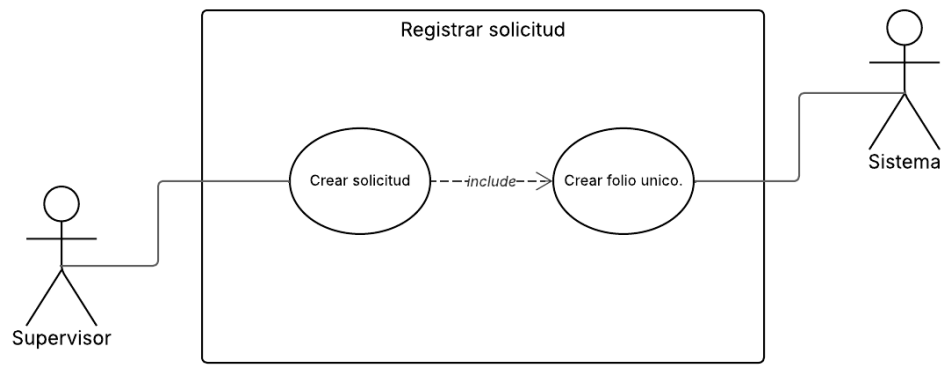 Registrar solicitud
Sistema
Crear solicitud
include
Crear folio unico.
Supervisor